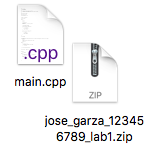 .cpp
main.cpp
ZIP
jose_garza_12345
6789_lab1.zip